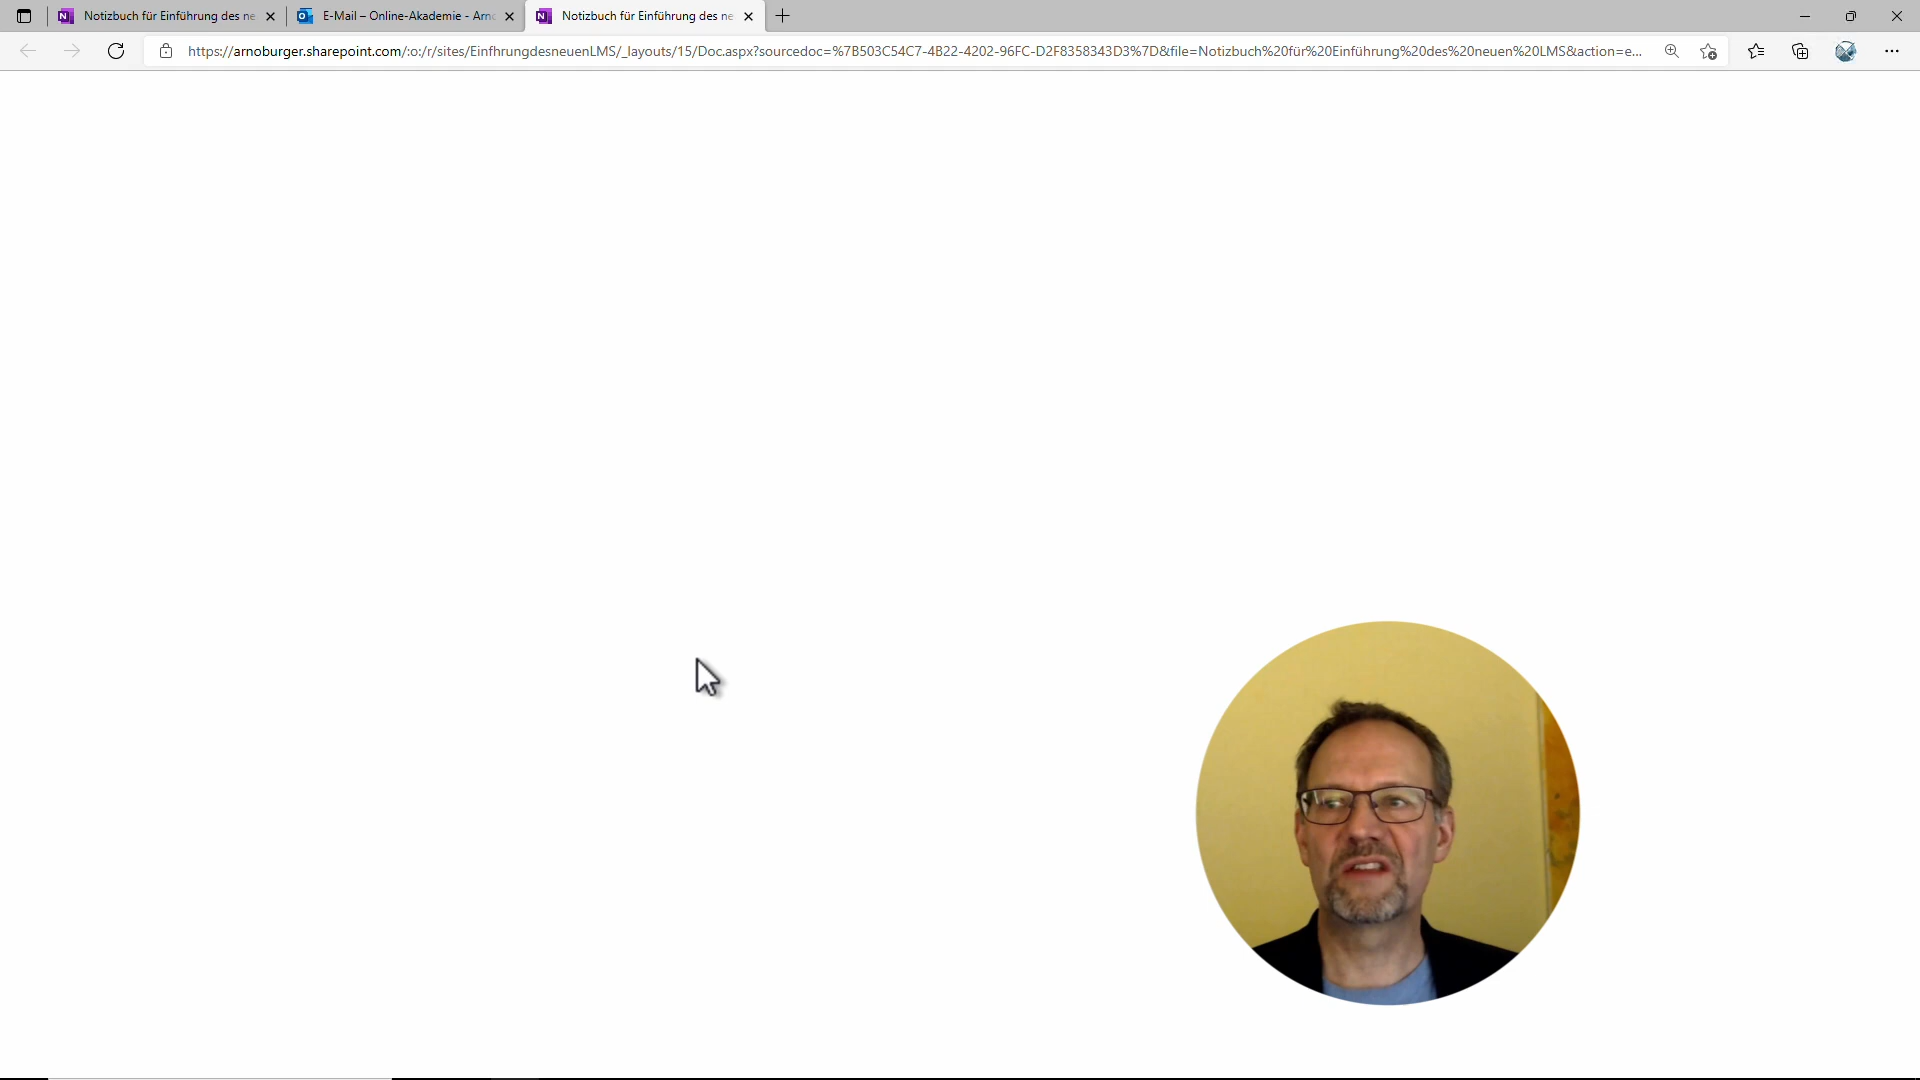 Notizbuch für Einführung des ne
E-Mail – Online-Akademie - Arno
Notizbuch für Einführung des ne
https://arnoburger.sharepoint.com/:o:/r/sites/EinfhrungdesneuenLMS/_layouts/15/Doc.aspx?sourcedoc=%7B503C54C7-4B22-4202-96FC-D2F8358343D3%7D&file=Notizbuch%20für%20Einführung%20des%20neuen%20LMS&action=e...